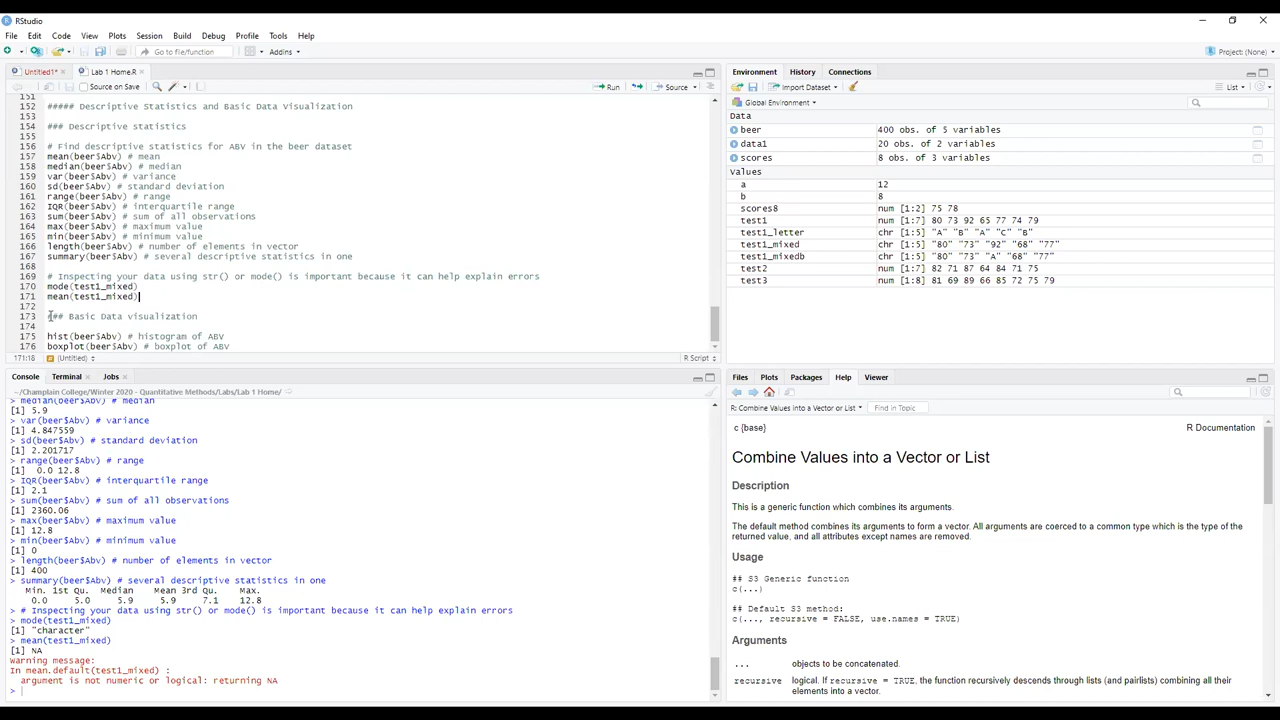 RStudio
File Edit Code View Plots Session Build Debug Profile Tools Help
Go to file/function Addins Project: (None)
Untitled1* Lab 1 Home.R
Source on Save Run Source
151
152 ##### Descriptive Statistics and Basic Data Visualization
153
154 ### Descriptive statistics
155
156 # Find descriptive statistics for ABV in the beer dataset
157 mean(beer$Abv) # mean
158 median(beer$Abv) # median
159 var(beer$Abv) # variance
160 sd(beer$Abv) # standard deviation
161 range(beer$Abv) # range
162 IQR(beer$Abv) # interquartile range
163 sum(beer$Abv) # sum of all observations
164 max(beer$Abv) # maximum value
165 min(beer$Abv) # minimum value
166 length(beer$Abv) # number of elements in vector
167 summary(beer$Abv) # several descriptive statistics in one
168
169 # Inspecting your data using str() or mode() is important because it can help explain errors
170 mode(test1_mixed)
171 mean(test1_mixed)
172
173 ### Basic Data visualization
174
175 hist(beer$Abv) # histogram of ABV
176 boxplot(beer$Abv) # boxplot of ABV
171:18 (Untitled) R Script
Console Terminal Jobs
~/Champlain College/Winter 2020 - Quantitative Methods/Labs/Lab 1 Home/
> median(beer$Abv) # median
[1] 5.9
> var(beer$Abv) # variance
[1] 4.847559
> sd(beer$Abv) # standard deviation
[1] 2.201717
> range(beer$Abv) # range
[1] 0.0 12.8
> IQR(beer$Abv) # interquartile range
[1] 2.1
> sum(beer$Abv) # sum of all observations
[1] 2360.06
> max(beer$Abv) # maximum value
[1] 12.8
> min(beer$Abv) # minimum value
[1] 0
> length(beer$Abv) # number of elements in vector
[1] 400
> summary(beer$Abv) # several descriptive statistics in one
Min. 1st Qu. Median Mean 3rd Qu. Max.
0.0 5.0 5.9 5.9 7.1 12.8
> # Inspecting your data using str() or mode() is important because it can help explain errors
> mode(test1_mixed)
[1] "character"
> mean(test1_mixed)
[1] NA
Warning message:
In mean.default(test1_mixed) :
argument is not numeric or logical: returning NA
>
Environment History Connections
Import Dataset List
Global Environment
Data
beer 400 obs. of 5 variables
data1 20 obs. of 2 variables
scores 8 obs. of 3 variables
Values
a 12
b 8
scores8 num [1:2] 75 78
test1 num [1:7] 80 73 92 65 77 74 79
test1_letter chr [1:5] "A" "B" "A" "C" "B"
test1_mixed chr [1:5] "80" "73" "92" "68" "77"
test1_mixedb chr [1:5] "80" "73" "A" "68" "77"
test2 num [1:7] 82 71 87 64 84 71 75
test3 num [1:8] 81 69 89 66 85 72 75 79
Files Plots Packages Help Viewer
R: Combine Values into a Vector or List Find in Topic
c {base} R Documentation
Combine Values into a Vector or List
Description
This is a generic function which combines its arguments.
The default method combines its arguments to form a vector. All arguments are coerced to a common type which is the type of the
returned value, and all attributes except names are removed.
Usage
## S3 Generic function
c(...)
## Default S3 method:
c(..., recursive = FALSE, use.names = TRUE)
Arguments
... objects to be concatenated.
recursive logical. If recursive = TRUE, the function recursively descends through lists (and pairlists) combining all their
elements into a vector.